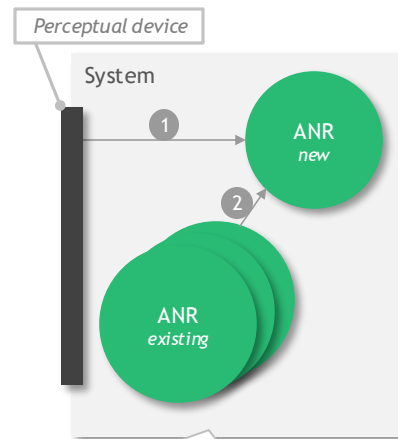 Perceptual device
System
1
ANR
new
2
ANR
existing